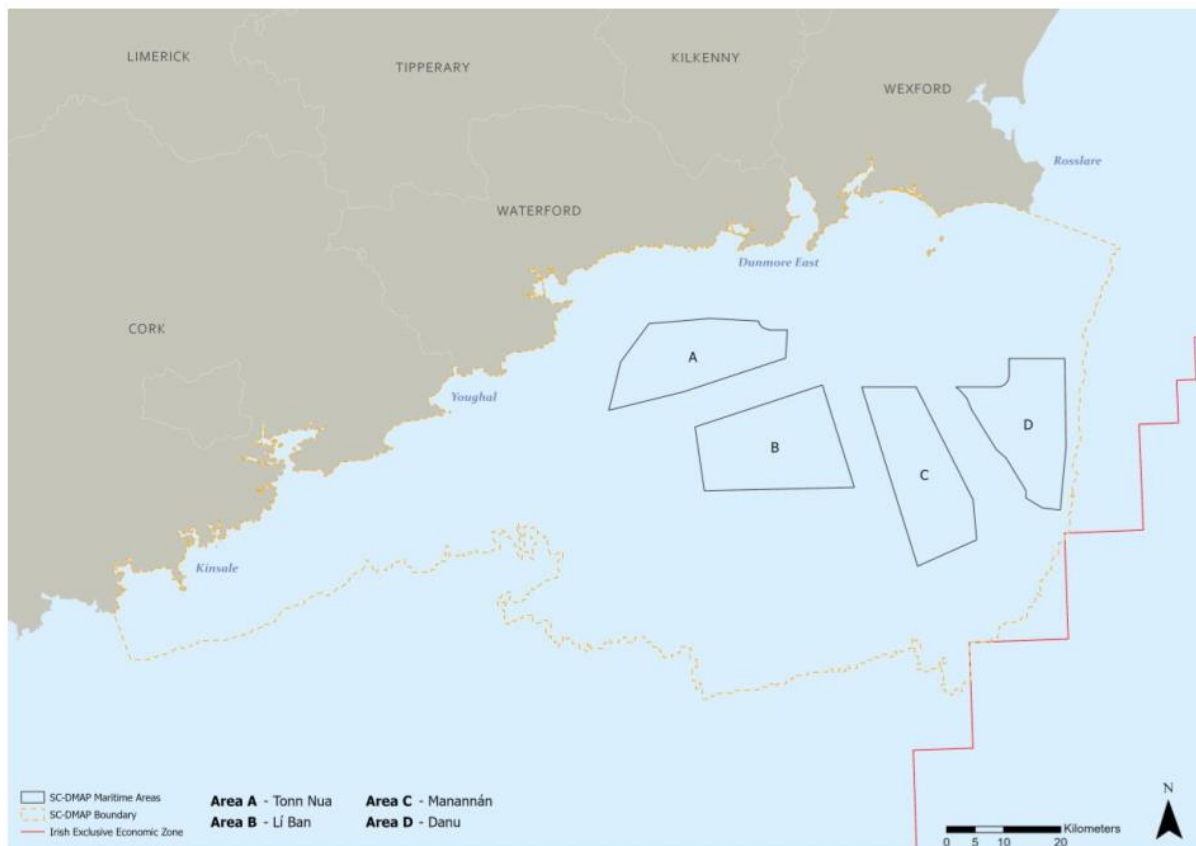 LIMERICK
TIPPERARY
KILKENNY
WEXFORD
Rosslare
WATERFORD
Dunmore East
CORK
A
Youghal
D
B
C
Kinsale
SC-DMAP Maritime Areas
SC-DMAP Boundary
Irish Exclusive Economic Zone
Area A - Tonn Nua
Area B - Lí Ban
Area C - Manannán
Area D - Danu
N
Kilometers
0 5 10 20